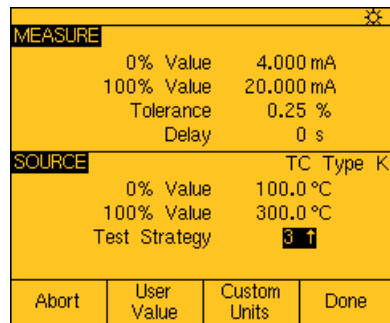 MEASURE
0% Value 4.000 mA
100% Value 20.000 mA
Tolerance 0.25 %
Delay 0 s
SOURCE TC Type K
0% Value 100.0 °C
100% Value 300.0 °C
Test Strategy 3 ↑
Abort User Value Custom Units Done